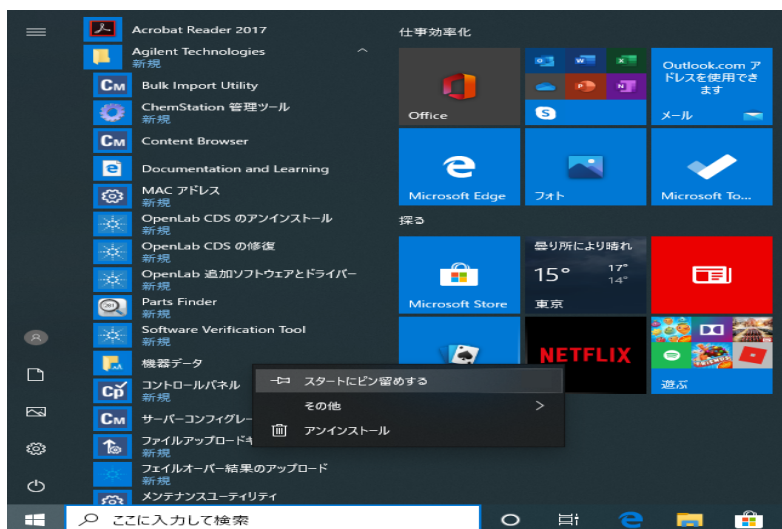 Acrobat Reader 2017
Agilent Technologies
新規
Bulk Import Utility
ChemStation 管理ツール
新規
Content Browser
Documentation and Learning
MAC アドレス
新規
OpenLab CDS のアンインストール
新規
OpenLab CDS の修復
新規
OpenLab 追加ソフトウェアとドライバー
新規
Parts Finder
新規
Software Verification Tool
新規
機器データ
コントロールパネル
新規
サーバーコンフィグレー
ファイルアップロードキ
新規
フェイルオーバー結果のアップロード
新規
メンテナンスユーティリティ
スタートにピン留めする
その他
アンインストール
仕事効率化
Office
Outlook.com ア
ドレスを使用でき
ます
メール
Microsoft Edge
フォト
Microsoft To...
探る
Microsoft Store
曇り所により晴れ
15° 17°
14°
東京
NETFLIX
遊ぶ
ここに入力して検索